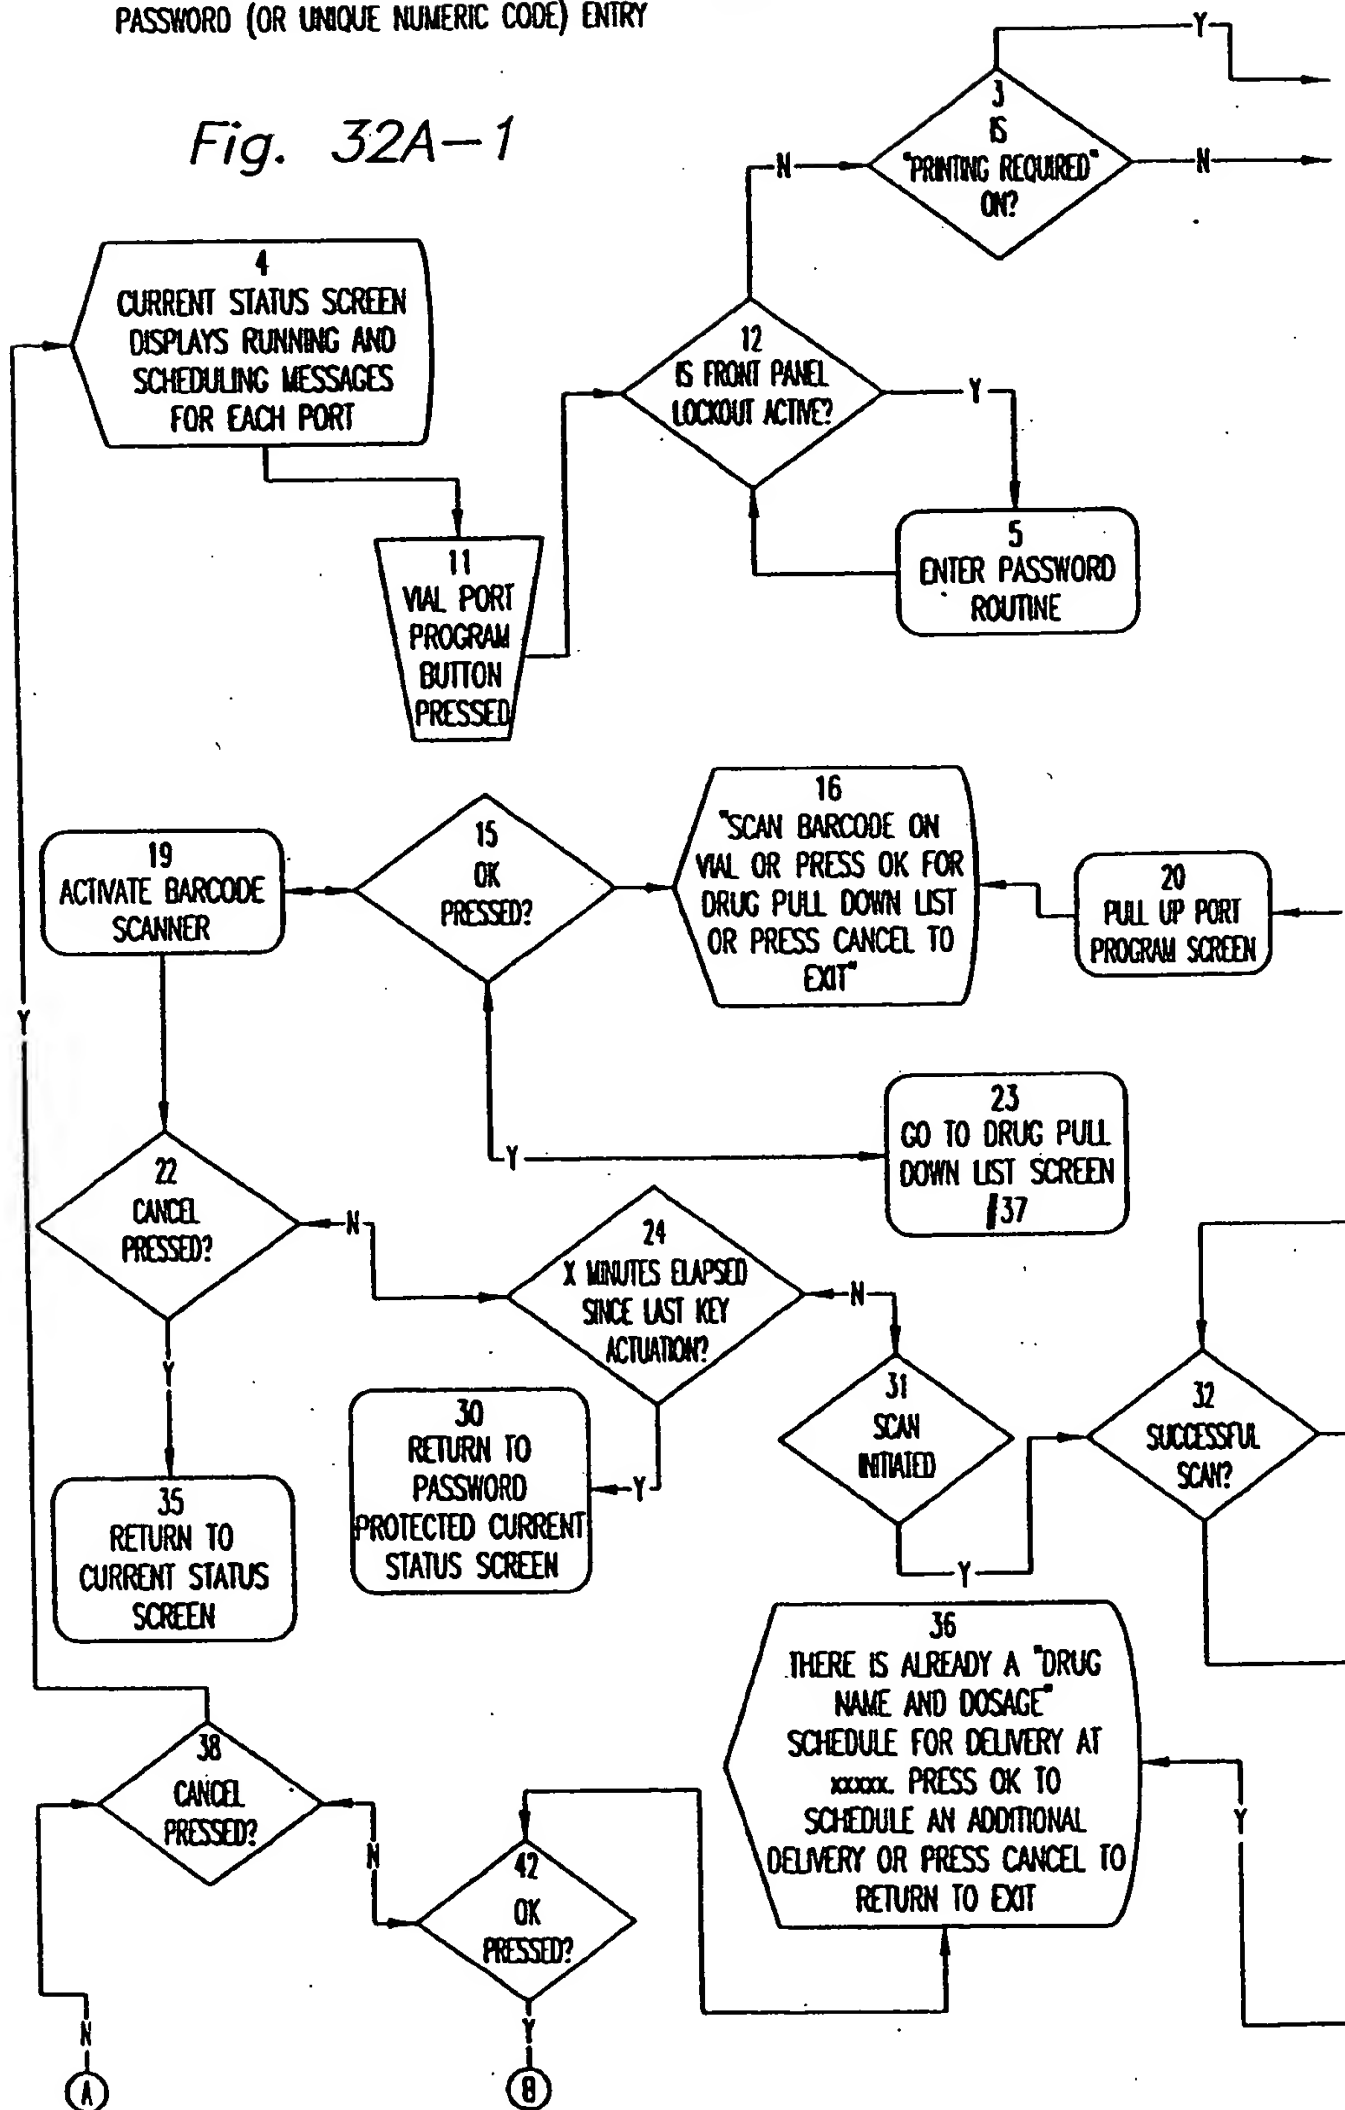 PASSWORD (OR UNIQUE NUMERIC CODE) ENTRY
Fig. 32A-1
Y
3
IS
"PRINTING REQUIRED"
ON?
N
N
4
CURRENT STATUS SCREEN
DISPLAYS RUNNING AND
SCHEDULING MESSAGES
FOR EACH PORT
12
IS FRONT PANEL
LOCKOUT ACTIVE?
Y
5
ENTER PASSWORD
ROUTINE
11
VIAL PORT
PROGRAM
BUTTON
PRESSED
19
ACTIVATE BARCODE
SCANNER
15
OK
PRESSED?
16
"SCAN BARCODE ON
VIAL OR PRESS OK FOR
DRUG PULL DOWN LIST
OR PRESS CANCEL TO
EXIT"
20
PULL UP PORT
PROGRAM SCREEN
Y
Y
23
GO TO DRUG PULL
DOWN LIST SCREEN
#37
22
CANCEL
PRESSED?
N
24
X MINUTES ELAPSED
SINCE LAST KEY
ACTUATION?
N
Y
31
SCAN
INITIATED
32
SUCCESSFUL
SCAN?
30
RETURN TO
PASSWORD
PROTECTED CURRENT
STATUS SCREEN
Y
Y
35
RETURN TO
CURRENT STATUS
SCREEN
36
THERE IS ALREADY A "DRUG
NAME AND DOSAGE"
SCHEDULE FOR DELIVERY AT
xxxxx. PRESS OK TO
SCHEDULE AN ADDITIONAL
DELIVERY OR PRESS CANCEL TO
RETURN TO EXIT
Y
38
CANCEL
PRESSED?
N
42
OK
PRESSED?
N
Y
A
B